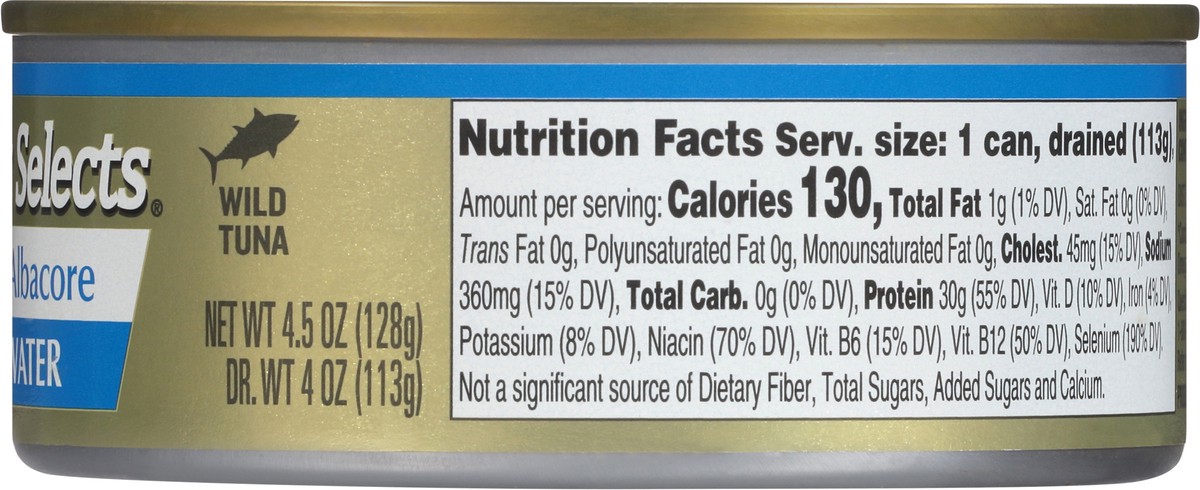 Selects®
Albacore
WATER
WILD
TUNA
NET WT 4.5 OZ (128g)
DR. WT 4 OZ (113g)
Nutrition Facts Serv. size: 1 can, drained (113g),
Amount per serving: Calories 130, Total Fat 1g (1% DV), Sat. Fat 0g (0% DV),
Trans Fat 0g, Polyunsaturated Fat 0g, Monounsaturated Fat 0g, Cholest. 45mg (15% DV), Sodium
360mg (15% DV), Total Carb. 0g (0% DV), Protein 30g (55% DV), Vit. D (10% DV), Iron (4% DV),
Potassium (8% DV), Niacin (70% DV), Vit. B6 (15% DV), Vit. B12 (50% DV), Selenium (190% DV).
Not a significant source of Dietary Fiber, Total Sugars, Added Sugars and Calcium.